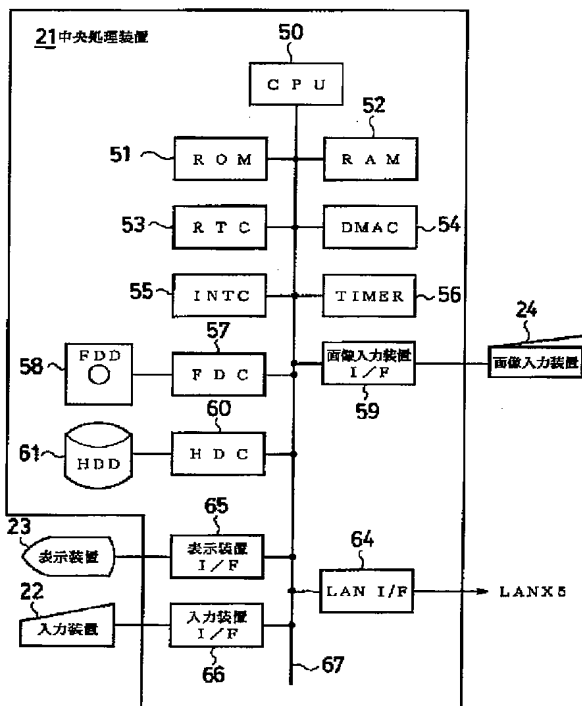 21 中央処理装置
50
CPU
52
51
ROM
RAM
53
RTC
DMAC
54
55
INTC
TIMER
56
24
57
58
FDD
FDC
画像入力装置
I/F
画像入力装置
59
60
61
HDD
HDC
65
23
表示装置
表示装置
I/F
64
LAN I/F
LANX5
22
入力装置
入力装置
I/F
66
67